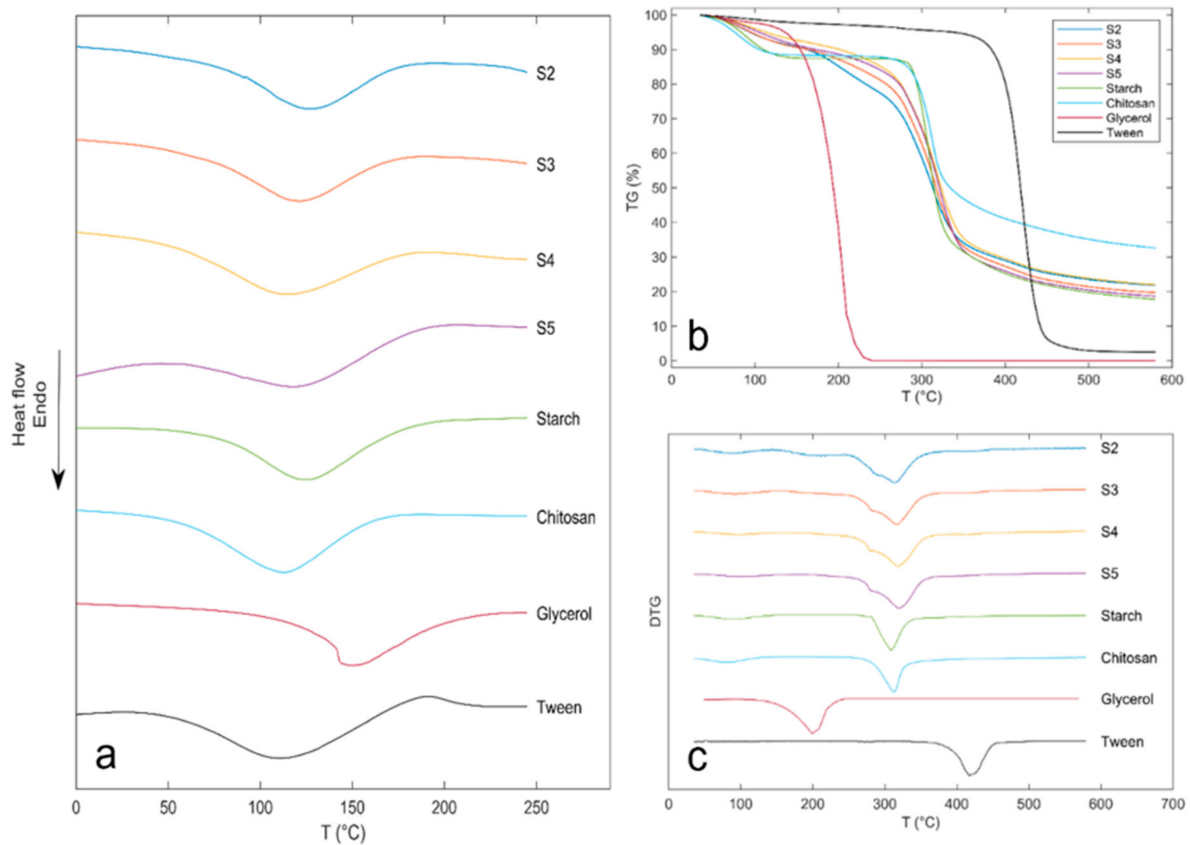 S2
S3
S4
S5
Starch
Chitosan
Glycerol
Tween
Heat flow
Endo
a
0 50 100 150 200 250
T (°C)
100
90
80
70
60
50
40
30
20
10
0
TG (%)
S2
S3
S4
S5
Starch
Chitosan
Glycerol
Tween
b
0 100 200 300 400 500 600
T (°C)
S2
S3
S4
S5
Starch
Chitosan
Glycerol
Tween
DTG
c
0 100 200 300 400 500 600 700
T (°C)